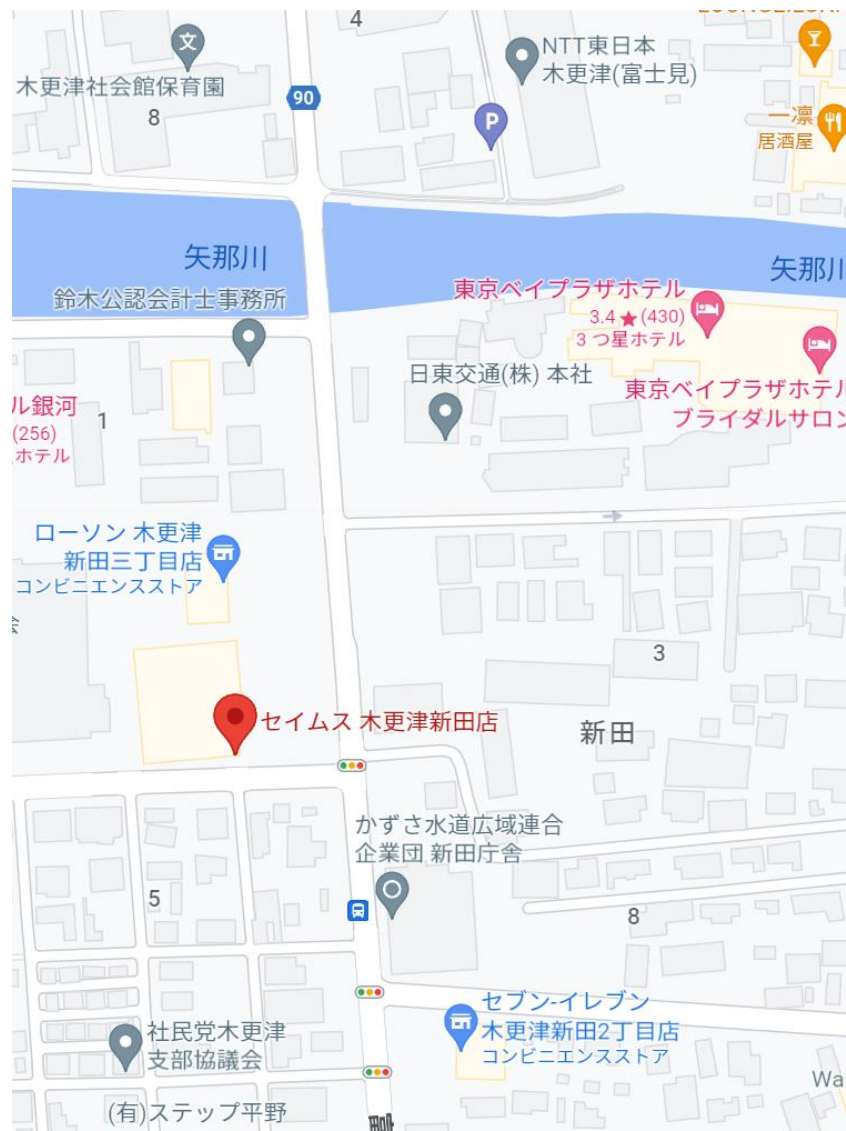 4
NTT東日本
木更津(富士見)
木更津社会館保育園
8
90
P
一凛
居酒屋
矢那川
矢那川
鈴木公認会計士事務所
東京ベイプラザホテル
3.4★(430)
3 つ星ホテル
日東交通(株) 本社
東京ベイプラザホテル
ブライダルサロン
ル銀河
(256)
ホテル
1
ローソン 木更津
新田三丁目店
コンビニエンスストア
会
3
セイムス 木更津新田店
新田
かずさ水道広域連合
企業団 新田庁舎
5
8
セブン-イレブン
木更津新田2丁目店
コンビニエンスストア
社民党木更津
支部協議会
Wa
(有)ステップ平野
富